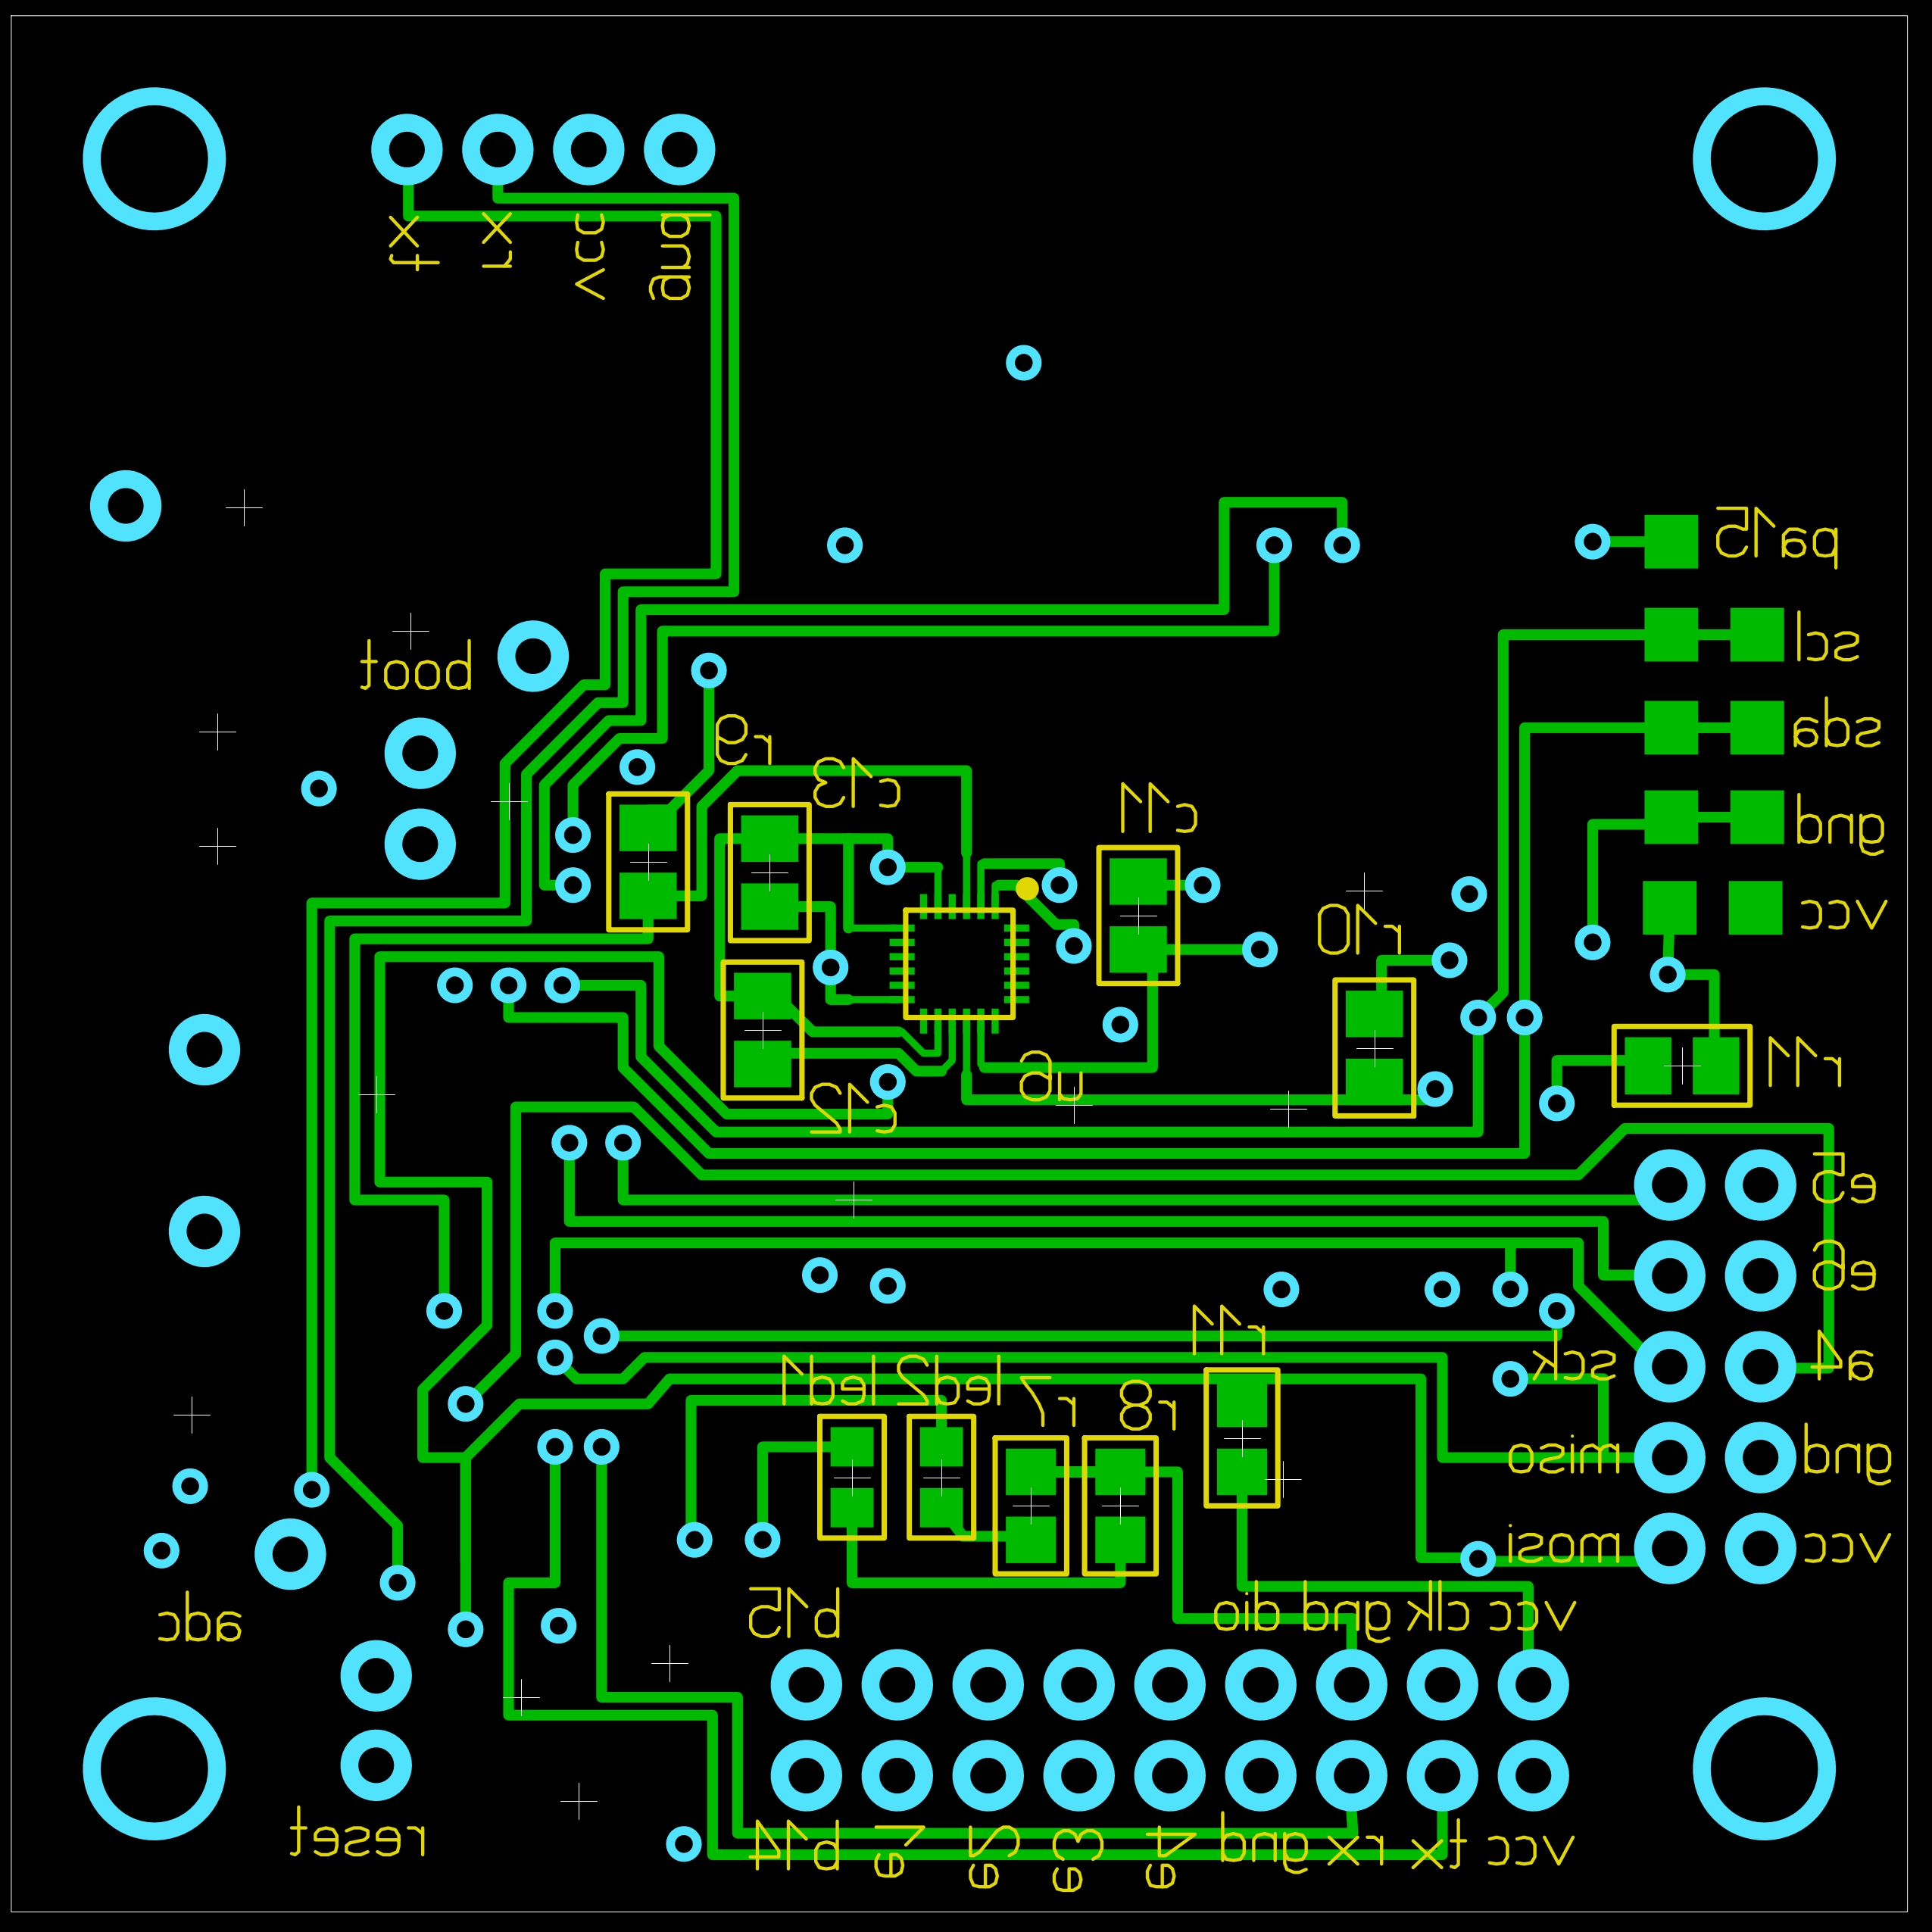 tx
rx
vcc
gnd
pa15
scl
boot
sda
r9
c13
c11
gnd
r10
vcc
u6
r11
c12
e5
e6
r11
sck
a4
led1
led2
r7
r8
miso
gnd
mosi
vcc
adc
b15
dio
gnd
clk
vcc
reset
b14
e1
e2
e3
e4
gnd
rx
tx
vcc